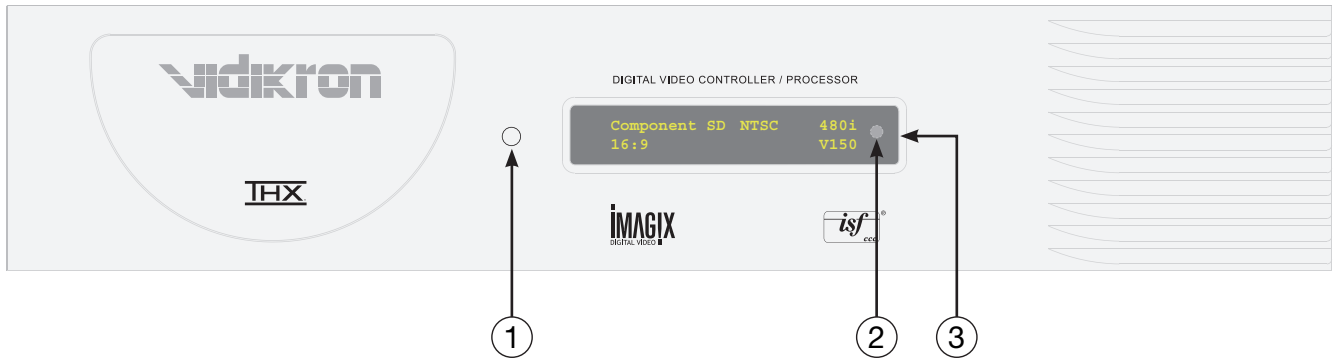 Vidikron
DIGITAL VIDEO CONTROLLER / PROCESSOR
Component SD NTSC 480i
16:9 V150
THX
iMAGIX
DIGITAL VIDEO
isf®
ccc
1 2 3